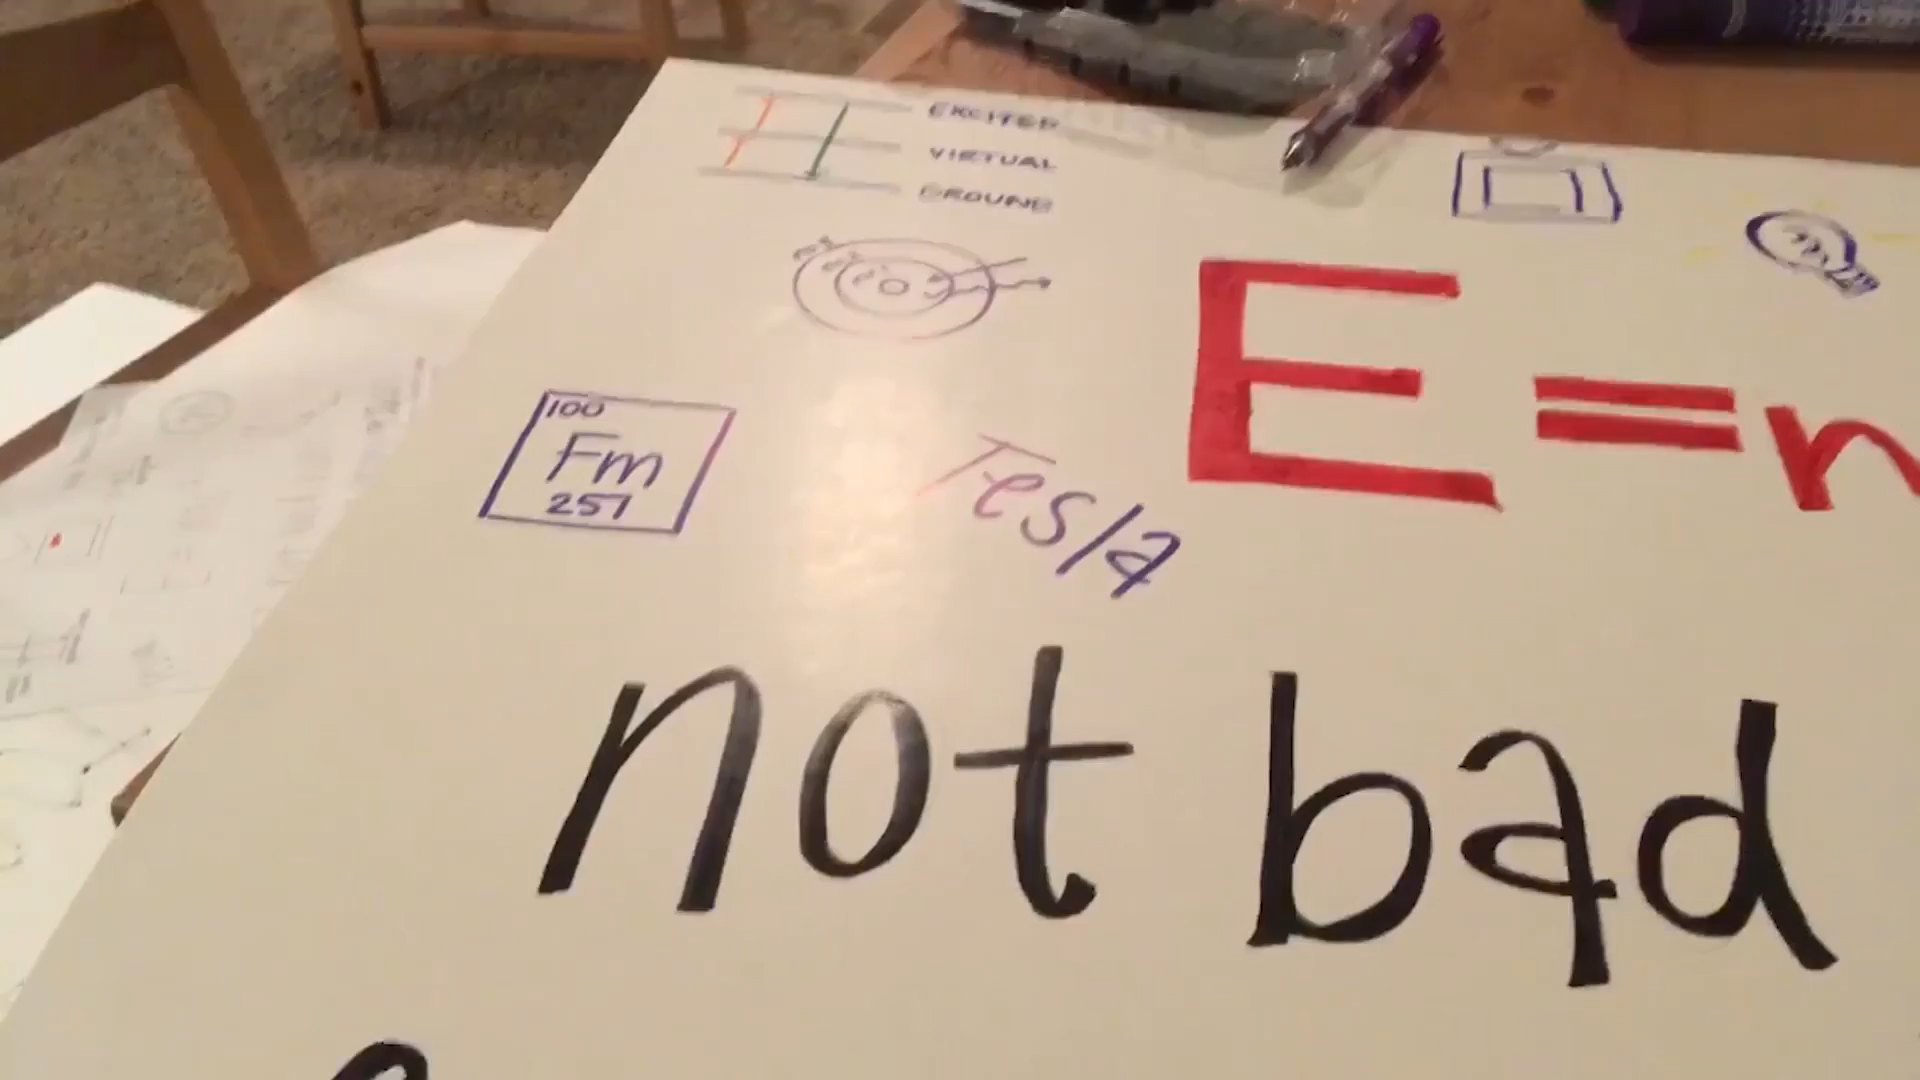 EXCITED
VIRTUAL
GROUND
E=m
100
Fm
257
Tesla
not bad